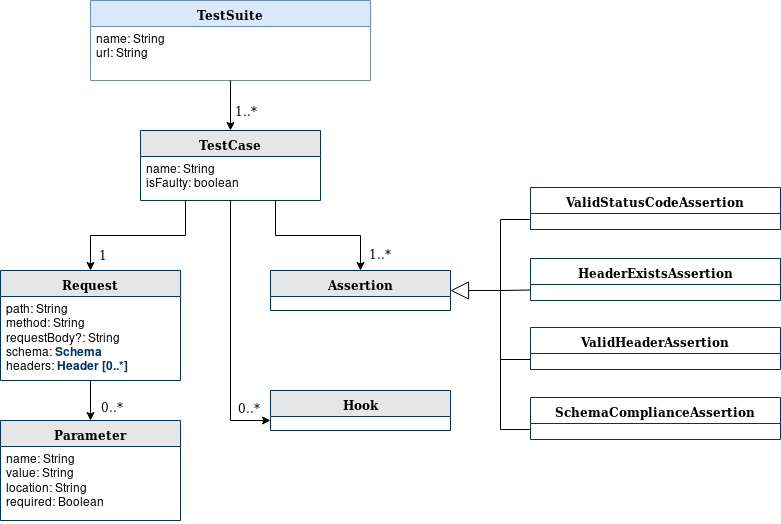 TestSuite
name: String
url: String
1..*
TestCase
name: String
isFaulty: boolean
1
1..*
Request
path: String
method: String
requestBody?: String
schema: Schema
headers: Header [0..*]
Assertion
ValidStatusCodeAssertion
HeaderExistsAssertion
ValidHeaderAssertion
SchemaComplianceAssertion
0..*
Hook
0..*
Parameter
name: String
value: String
location: String
required: Boolean